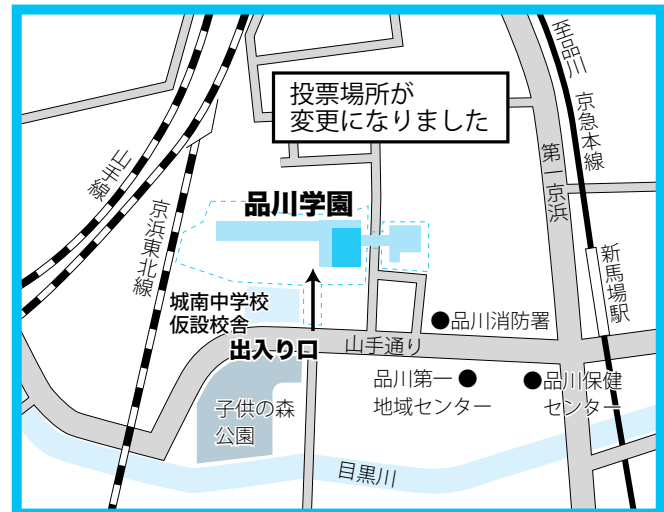 投票場所が
変更になりました
至品川
京急本線
第一京浜
山手線
京浜東北線
品川学園
新馬場駅
城南中学校
仮設校舎
出入り口
山手通り
品川消防署
品川第一
地域センター
品川保健
センター
子供の森
公園
目黒川